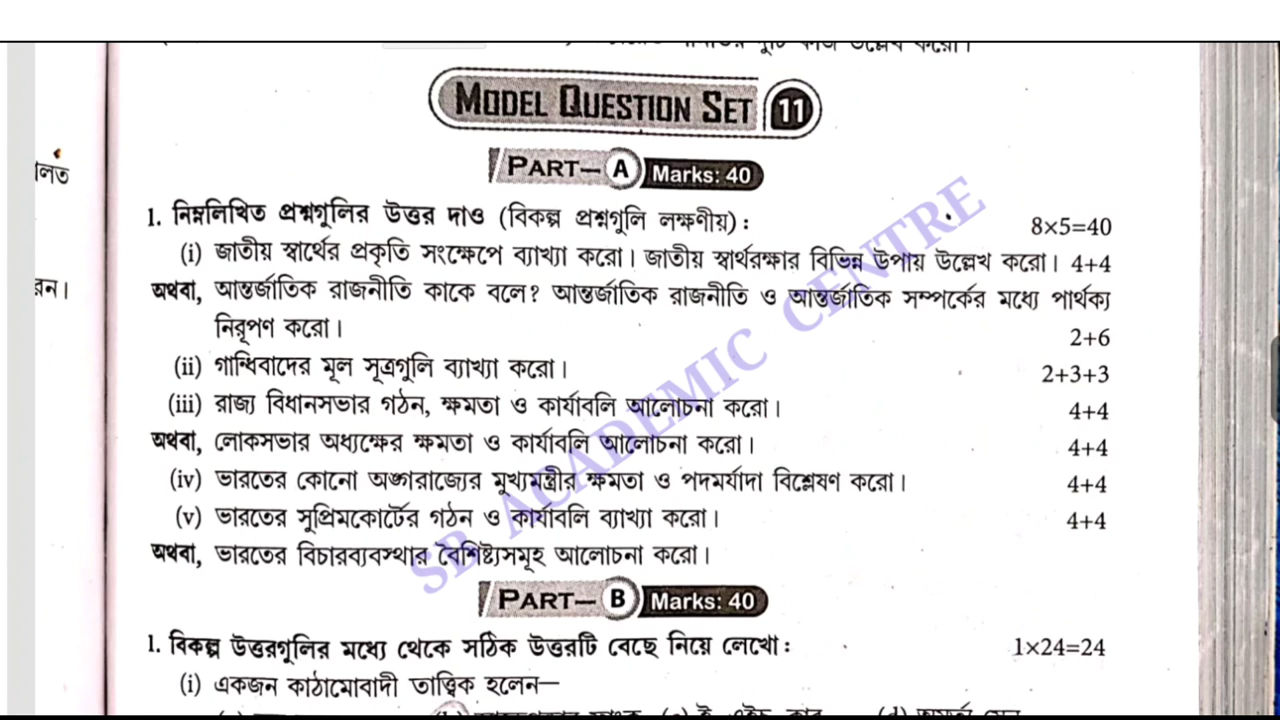 MODEL QUESTION SET 11
PART—A Marks: 40
1. নিম্নলিখিত প্রশ্নগুলির উত্তর দাও (বিকল্প প্রশ্নগুলি লক্ষণীয়) : 8×5=40
(i) জাতীয় স্বার্থের প্রকৃতি সংক্ষেপে ব্যাখ্যা করো। জাতীয় স্বার্থরক্ষার বিভিন্ন উপায় উল্লেখ করো। 4+4
রন।
অথবা, আন্তর্জাতিক রাজনীতি কাকে বলে? আন্তর্জাতিক রাজনীতি ও আন্তর্জাতিক সম্পর্কের মধ্যে পার্থক্য
নিরূপণ করো। 2+6
(ii) গান্ধিবাদের মূল সূত্রগুলি ব্যাখ্যা করো। 2+3+3
(iii) রাজ্য বিধানসভার গঠন, ক্ষমতা ও কার্যাবলি আলোচনা করো। 4+4
অথবা, লোকসভার অধ্যক্ষের ক্ষমতা ও কার্যাবলি আলোচনা করো। 4+4
(iv) ভারতের কোনো অঙ্গরাজ্যের মুখ্যমন্ত্রীর ক্ষমতা ও পদমর্যাদা বিশ্লেষণ করো। 4+4
(v) ভারতের সুপ্রিমকোর্টের গঠন ও কার্যাবলি ব্যাখ্যা করো। 4+4
অথবা, ভারতের বিচারব্যবস্থার বৈশিষ্ট্যসমূহ আলোচনা করো।
SB ACADEMIC CENTRE
PART—B Marks: 40
1. বিকল্প উত্তরগুলির মধ্যে থেকে সঠিক উত্তরটি বেছে নিয়ে লেখো : 1×24=24
(i) একজন কাঠামোবাদী তাত্ত্বিক হলেন—